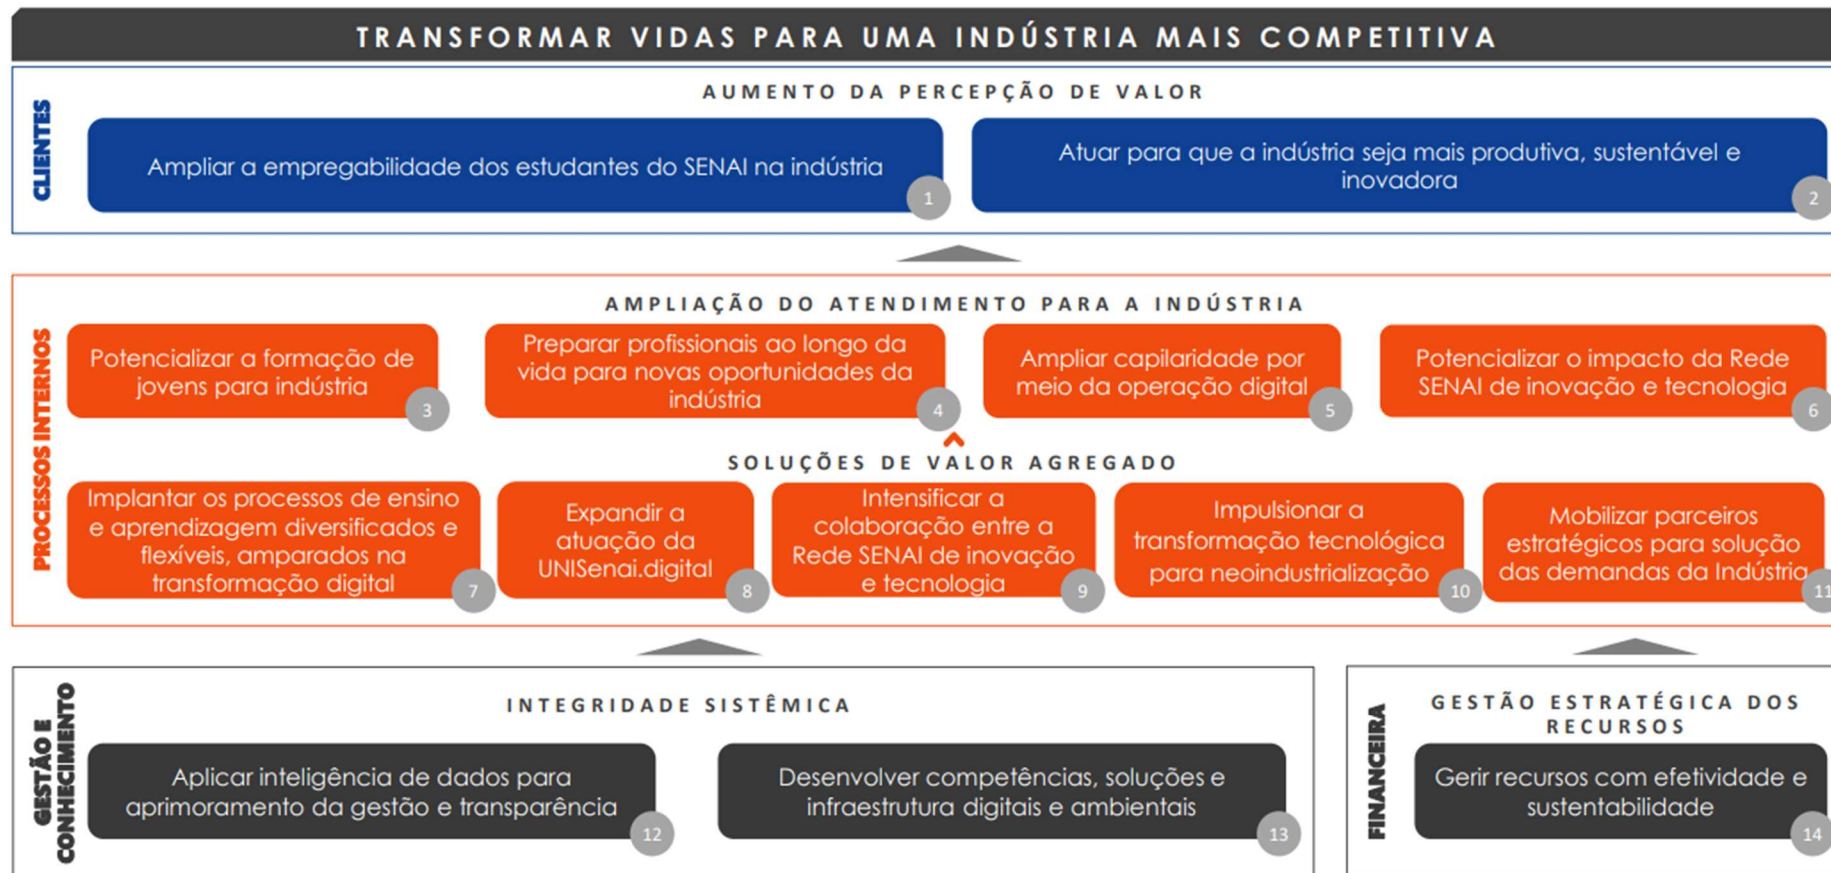 TRANSFORMAR VIDAS PARA UMA INDÚSTRIA MAIS COMPETITIVA
CLIENTES
AUMENTO DA PERCEPÇÃO DE VALOR
Ampliar a empregabilidade dos estudantes do SENAI na indústria
1
Atuar para que a indústria seja mais produtiva, sustentável e
inovadora
2
PROCESSOS INTERNOS
AMPLIAÇÃO DO ATENDIMENTO PARA A INDÚSTRIA
Potencializar a formação de
jovens para indústria
3
Preparar profissionais ao longo da
vida para novas oportunidades da
indústria
4
Ampliar capilaridade por
meio da operação digital
5
Potencializar o impacto da Rede
SENAI de inovação e tecnologia
6
SOLUÇÕES DE VALOR AGREGADO
Implantar os processos de ensino
e aprendizagem diversificados e
flexíveis, amparados na
transformação digital
7
Expandir a
atuação da
UNISenai.digital
8
Intensificar a
colaboração entre a
Rede SENAI de inovação
e tecnologia
9
Impulsionar a
transformação tecnológica
para neoindustrialização
10
Mobilizar parceiros
estratégicos para solução
das demandas da Indústria
11
GESTÃO E
CONHECIMENTO
INTEGRIDADE SISTÊMICA
Aplicar inteligência de dados para
aprimoramento da gestão e transparência
12
Desenvolver competências, soluções e
infraestrutura digitais e ambientais
13
FINANCEIRA
GESTÃO ESTRATÉGICA DOS
RECURSOS
Gerir recursos com efetividade e
sustentabilidade
14